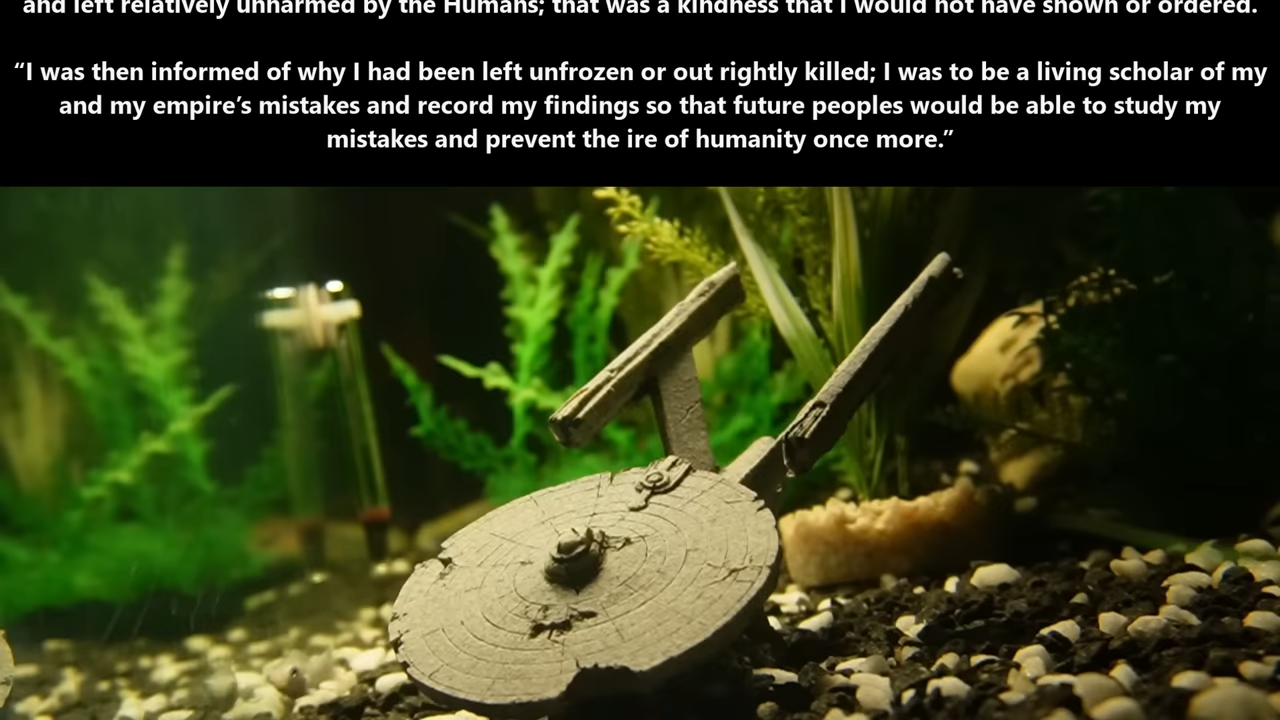 and left relatively unharmed by the Humans; that was a kindness that I would not have shown or ordered.
“I was then informed of why I had been left unfrozen or out rightly killed; I was to be a living scholar of my
and my empire’s mistakes and record my findings so that future peoples would be able to study my
mistakes and prevent the ire of humanity once more.”